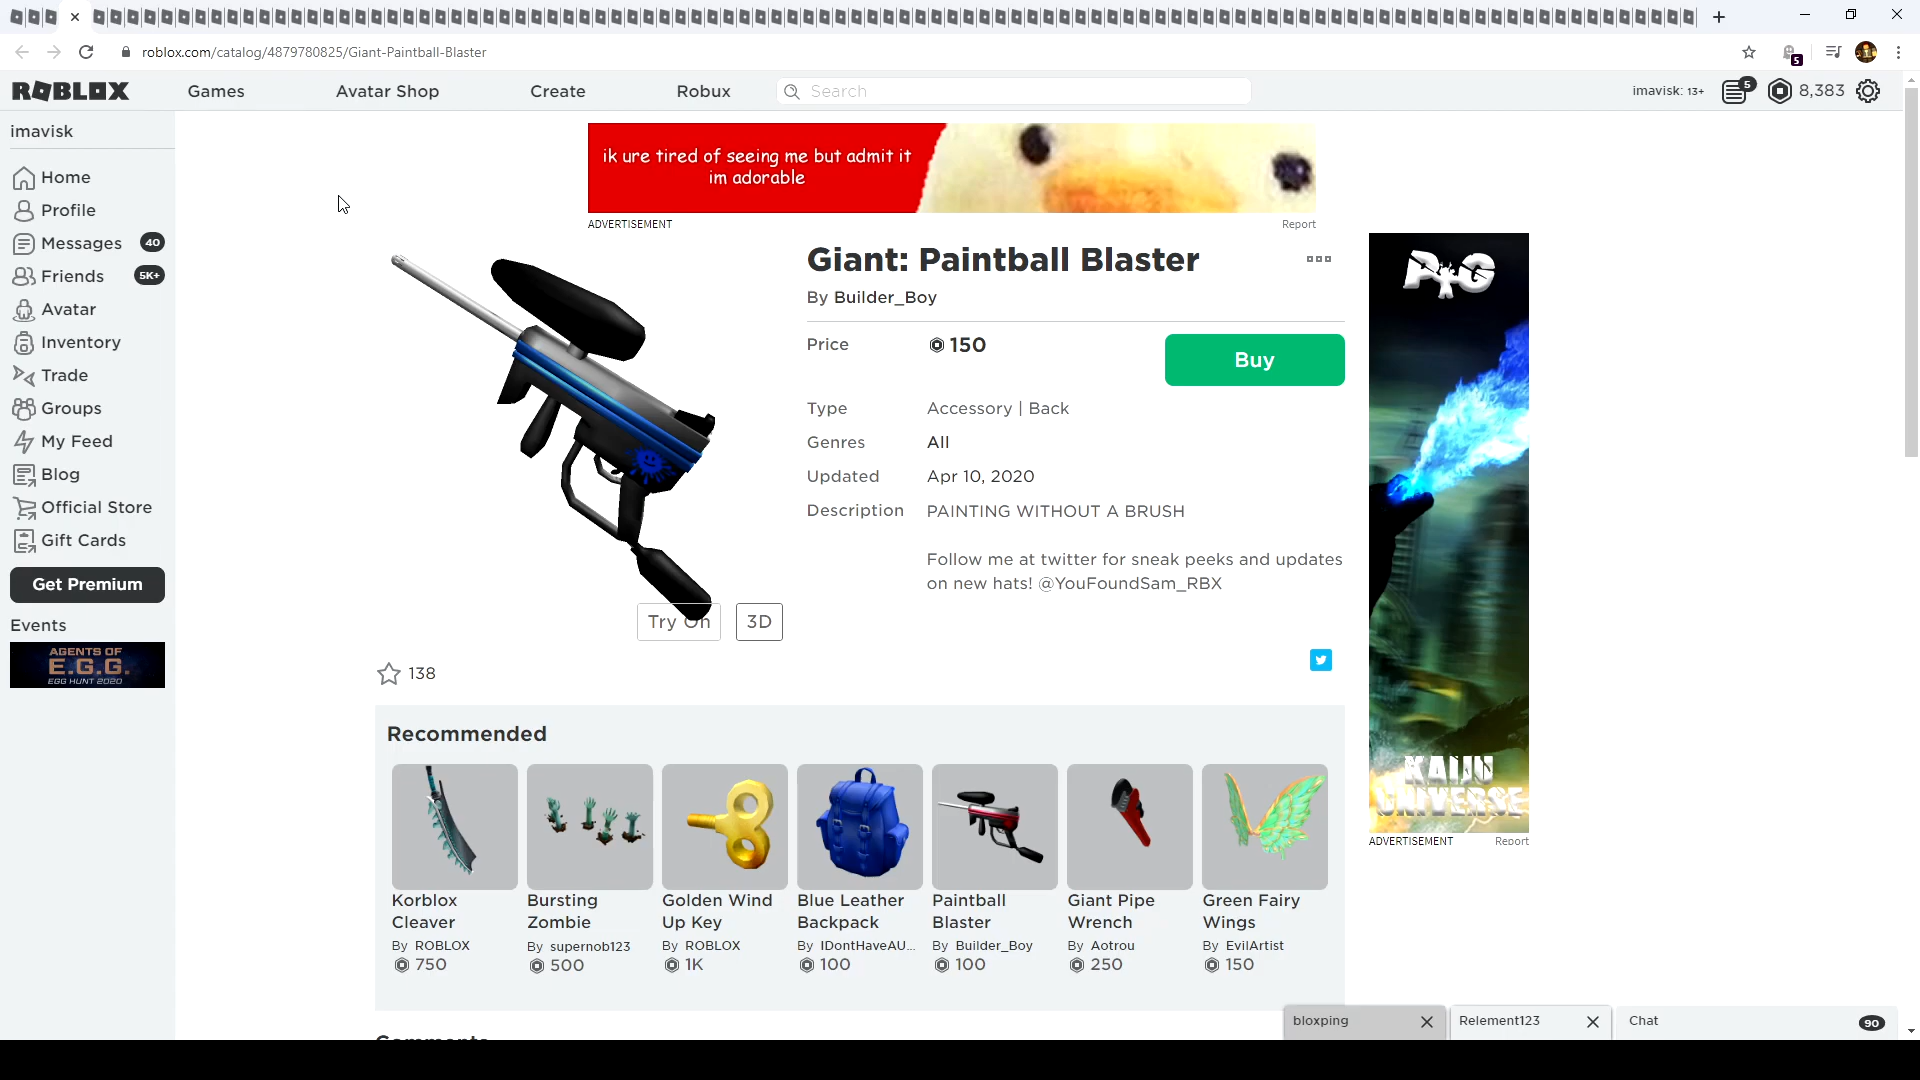 roblox.com/catalog/4879780825/Giant-Paintball-Blaster
5
ROBLOX
Games
Avatar Shop
Create
Robux
Search
imavisk: 13+
5
8,383
imavisk
Home
Profile
Messages
40
Friends
5K+
Avatar
Inventory
Trade
Groups
My Feed
Blog
Official Store
Gift Cards
Get Premium
Events
AGENTS OF
E.G.G.
EGG HUNT 2020
ik ure tired of seeing me but admit it
im adorable
ADVERTISEMENT
Report
Giant: Paintball Blaster
By Builder_Boy
Price
150
Buy
Type
Accessory | Back
Genres
All
Updated
Apr 10, 2020
Description
PAINTING WITHOUT A BRUSH
Follow me at twitter for sneak peeks and updates
on new hats! @YouFoundSam_RBX
Try On
3D
138
KAIJU
UNIVERSE
ADVERTISEMENT
Report
Recommended
Korblox
Cleaver
By ROBLOX
750
Bursting
Zombie
By supernob123
500
Golden Wind
Up Key
By ROBLOX
1K
Blue Leather
Backpack
By IDontHaveAU...
100
Paintball
Blaster
By Builder_Boy
100
Giant Pipe
Wrench
By Aotrou
250
Green Fairy
Wings
By EvilArtist
150
Comments
bloxping
Relement123
Chat
90